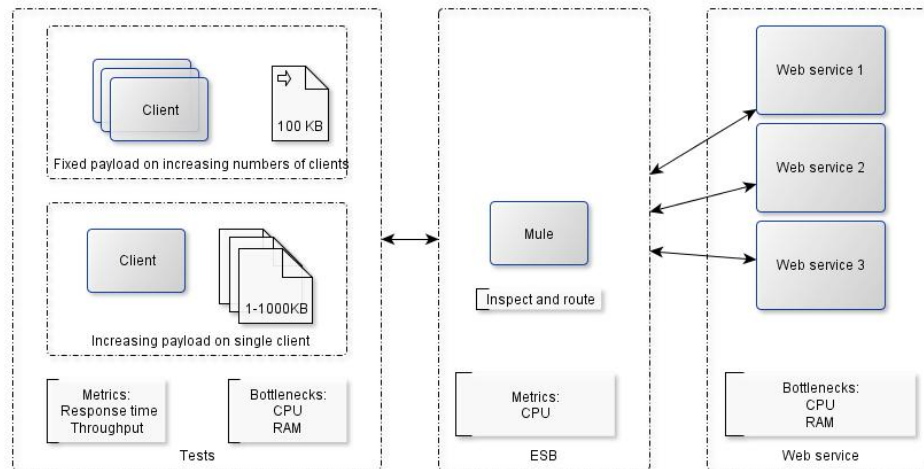 Client
100 KB
Fixed payload on increasing numbers of clients
Client
1-1000KB
Increasing payload on single client
Metrics:
Response time
Throughput
Bottlenecks:
CPU
RAM
Tests
Mule
Inspect and route
Metrics:
CPU
ESB
Web service 1
Web service 2
Web service 3
Bottlenecks:
CPU
RAM
Web service